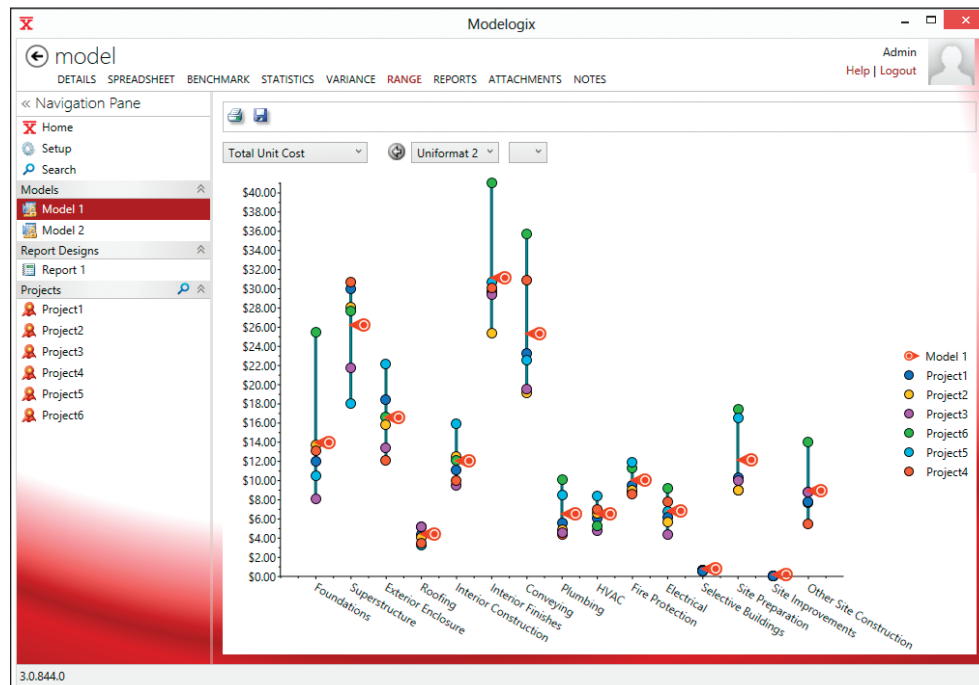 Modelogix
model
Admin
Help | Logout
DETAILS SPREADSHEET BENCHMARK STATISTICS VARIANCE RANGE REPORTS ATTACHMENTS NOTES
« Navigation Pane
Home
Setup
Search
Models
Model 1
Model 2
Report Designs
Report 1
Projects
Project1
Project2
Project3
Project4
Project5
Project6
Total Unit Cost
Uniformat 2
$40.00
$38.00
$36.00
$34.00
$32.00
$30.00
$28.00
$26.00
$24.00
$22.00
$20.00
$18.00
$16.00
$14.00
$12.00
$10.00
$8.00
$6.00
$4.00
$2.00
$0.00
Foundations
Superstructure
Exterior Enclosure
Roofing
Interior Construction
Interior Finishes
Conveying
Plumbing
HVAC
Fire Protection
Electrical
Selective Buildings
Site Preparation
Site Improvements
Other Site Construction
Model 1
Project1
Project2
Project3
Project6
Project5
Project4
3.0.844.0